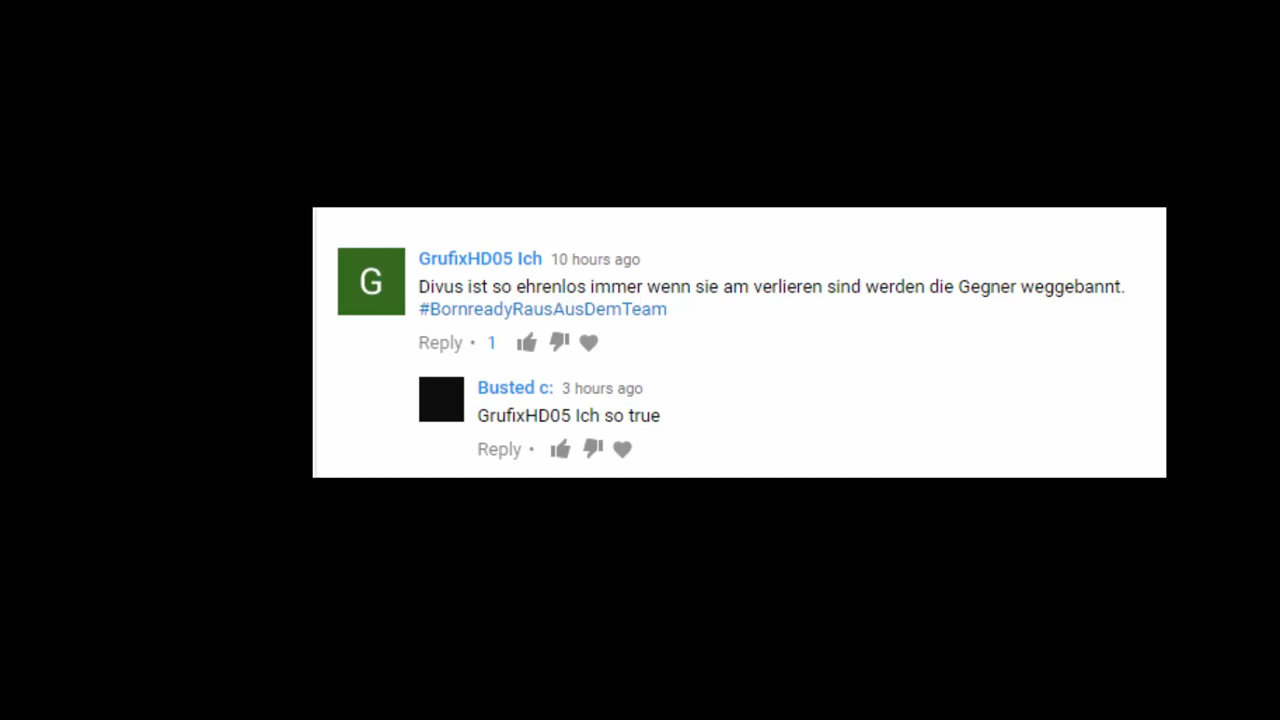 G
GrufixHD05 Ich 10 hours ago
Divus ist so ehrenlos immer wenn sie am verlieren sind werden die Gegner weggebannt.
#BornreadyRausAusDemTeam
Reply • 1
Busted c: 3 hours ago
GrufixHD05 Ich so true
Reply •